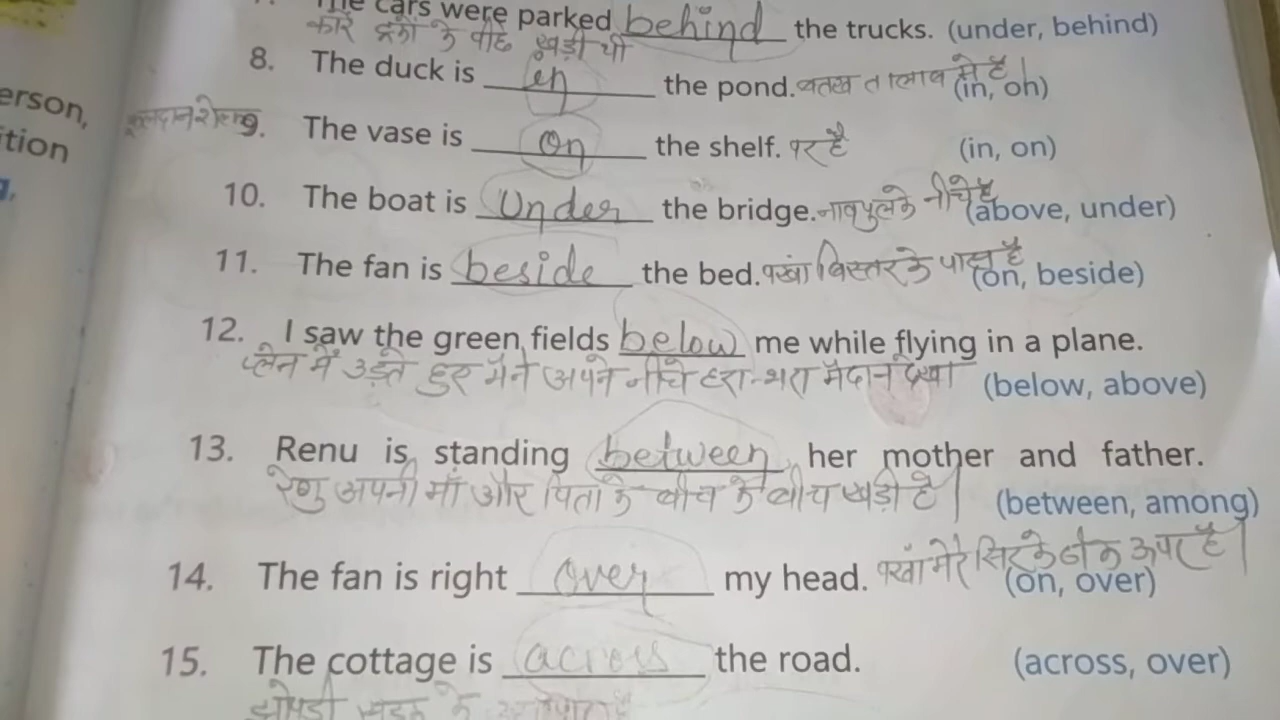 The cars were parked behind the trucks. (under, behind)
कारे ट्रकों के पीछे खड़ी थी
8. The duck is in the pond. बतख तालाब मे है। (in, on)
erson,
9. The vase is on the shelf. पर है (in, on)
ition
10. The boat is Under the bridge. नाव पुल के नीचे है (above, under)
11. The fan is beside the bed. पखां बिस्तर के पास है (on, beside)
12. I saw the green fields below me while flying in a plane.
प्लेन में उड़ते हुए मैंने अपने नीचे हरा-भरा मैदान देखा (below, above)
13. Renu is standing between her mother and father.
रेणु अपनी माँ और पिता के बीच के बीच खड़ी है। (between, among)
14. The fan is right over my head. पखां मेरे सिर के ठीक ऊपर है। (on, over)
15. The cottage is across the road. (across, over)
झोपड़ी सड़क के